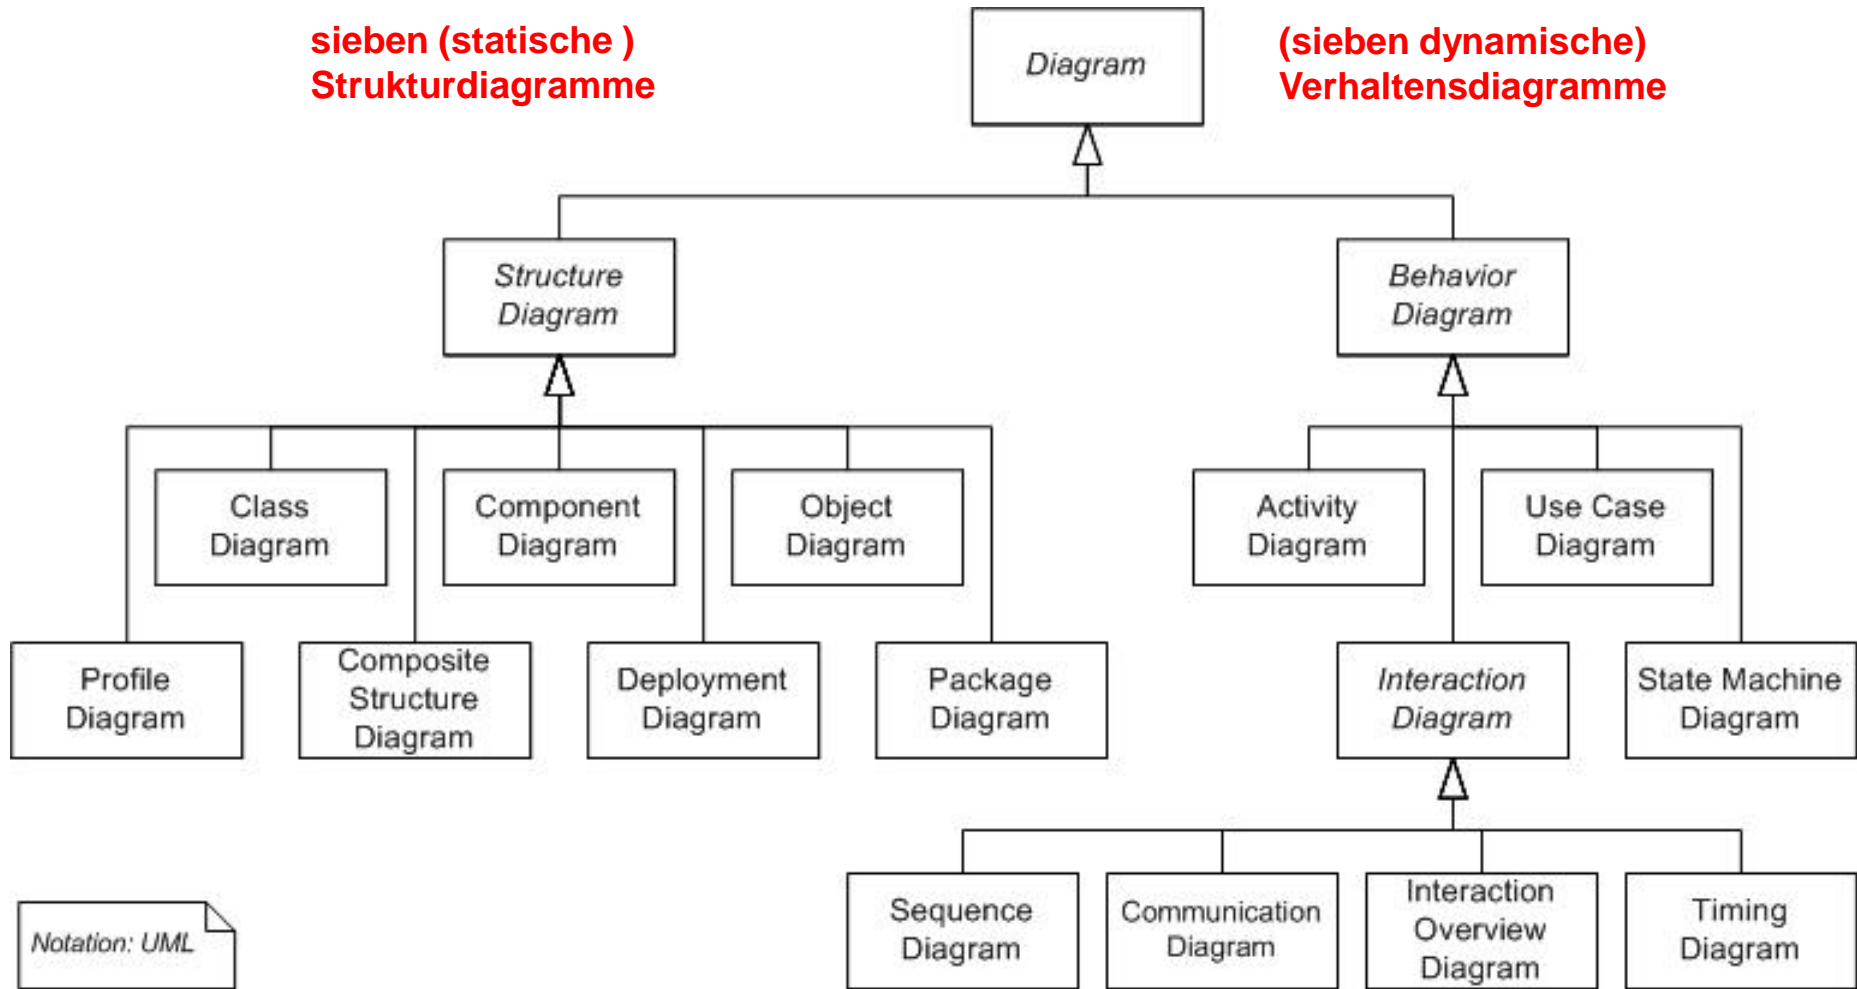 sieben (statische )
Strukturdiagramme
(sieben dynamische)
Verhaltensdiagramme
Diagram
Structure
Diagram
Behavior
Diagram
Class
Diagram
Component
Diagram
Object
Diagram
Activity
Diagram
Use Case
Diagram
Profile
Diagram
Composite
Structure
Diagram
Deployment
Diagram
Package
Diagram
Interaction
Diagram
State Machine
Diagram
Sequence
Diagram
Communication
Diagram
Interaction
Overview
Diagram
Timing
Diagram
Notation: UML